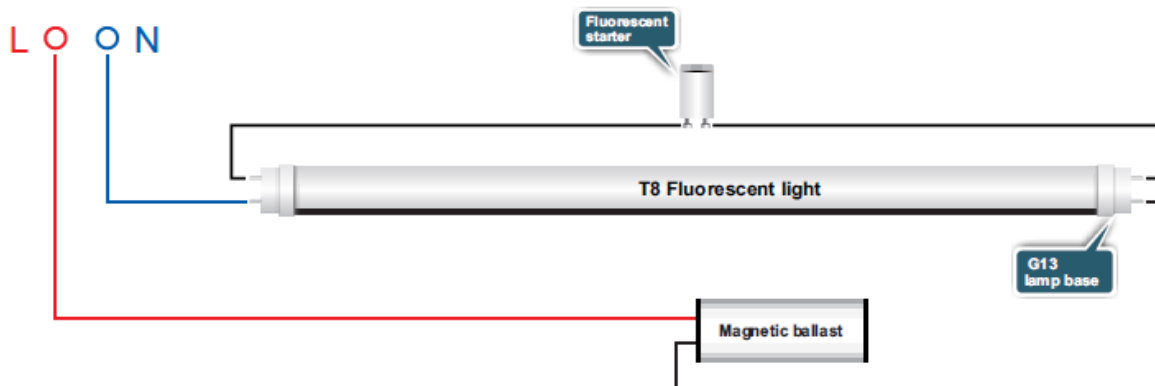 Fluorescent
starter
L N
T8 Fluorescent light
G13
lamp base
Magnetic ballast